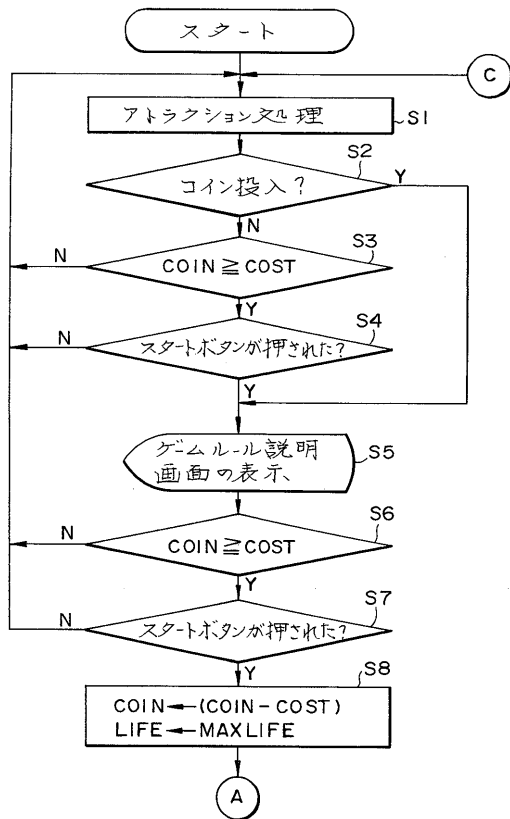 スタート
C
アトラクション処理
S1
S2
コイン投入?
Y
N
S3
COIN≧COST
N
Y
S4
スタートボタンが押された?
N
Y
ゲームルール説明
画面の表示、
S5
S6
COIN≧COST
N
Y
S7
スタートボタンが押された?
N
Y
S8
COIN←(COIN-COST)
LIFE←MAXLIFE
A